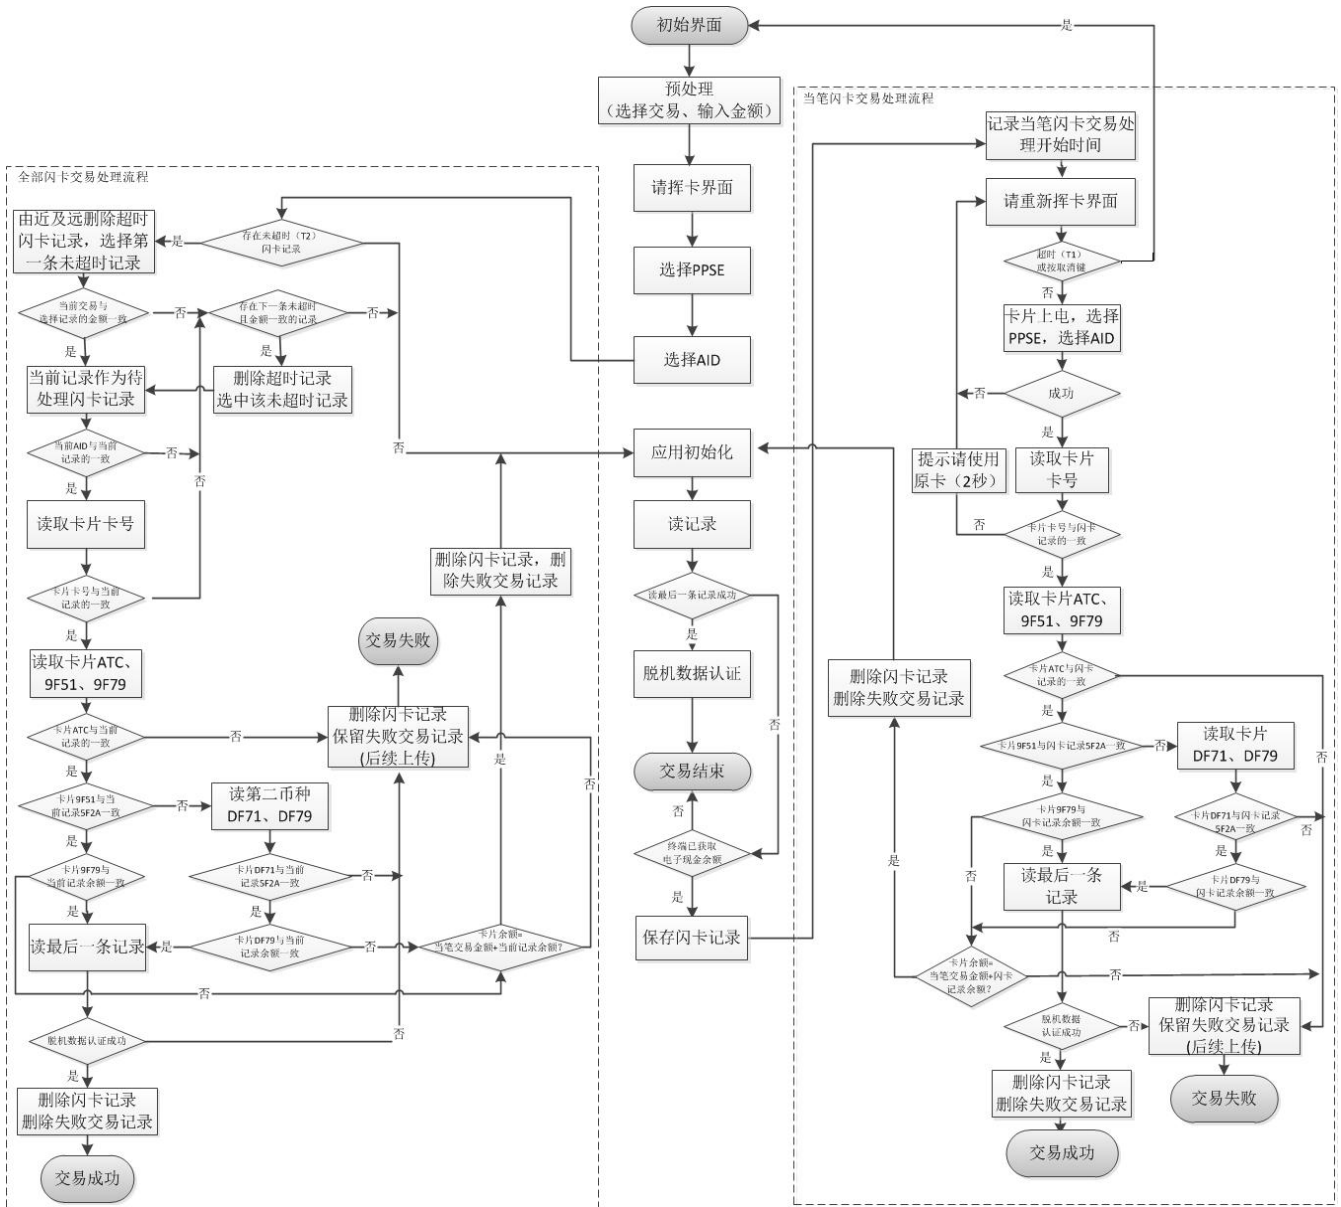 初始界面
是
预处理
（选择交易、输入金额）
请挥卡界面
选择PPSE
选择AID
应用初始化
读记录
读最后一条记录成功
是
否
脱机数据认证
交易结束
否
终端已获取
电子现金余额
是
保存闪卡记录
全部闪卡交易处理流程
由近及远删除超时
闪卡记录，选择第
一条未超时记录
是
存在未超时（T2）
闪卡记录
当前交易与
选择记录的金额一致
否
存在下一条未超时
且金额一致的记录
否
是
是
当前记录作为待
处理闪卡记录
删除超时记录
选中该未超时记录
当前AID与当前
记录的一致
否
否
否
是
读取卡片卡号
删除闪卡记录，删
除失败交易记录
卡片卡号与当前
记录的一致
是
交易失败
读取卡片ATC、
9F51、9F79
删除闪卡记录
保留失败交易记录
(后续上传)
卡片ATC与当前
记录的一致
否
是
是
否
卡片9F51与当
前记录5F2A一致
否
读第二币种
DF71、DF79
是
是
卡片9F79与
当前记录余额一致
卡片DF71与当前
记录5F2A一致
否
是
是
读最后一条记录
是
卡片DF79与当前
记录余额一致
否
卡片余额=
当笔交易金额+当前记录余额?
否
否
脱机数据认证成功
是
删除闪卡记录
删除失败交易记录
交易成功
当笔闪卡交易处理流程
记录当笔闪卡交易处
理开始时间
请重新挥卡界面
超时（T1）
或按取消键
否
卡片上电，选择
PPSE，选择AID
否
成功
是
提示请使用
原卡（2秒）
读取卡片
卡号
否
卡片卡号与闪卡
记录的一致
是
读取卡片ATC、
9F51、9F79
删除闪卡记录
删除失败交易记录
卡片ATC与闪卡
记录的一致
是
卡片9F51与闪卡记录5F2A一致
否
读取卡片
DF71、DF79
否
是
卡片9F79与
闪卡记录余额一致
卡片DF71与闪卡记录
5F2A一致
否
是
是
是
否
读最后一条
记录
是
卡片DF79与
闪卡记录余额一致
否
卡片余额=
当笔交易金额+闪卡
记录余额?
否
脱机数据
认证成功
否
删除闪卡记录
保留失败交易记录
(后续上传)
是
删除闪卡记录
删除失败交易记录
交易失败
交易成功